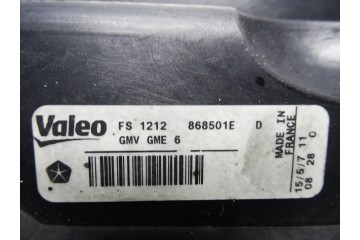 Valeo FS 1212 868501E D
GMV GME 6
MADE IN
FRANCE
15/5/7 11
08 28 0